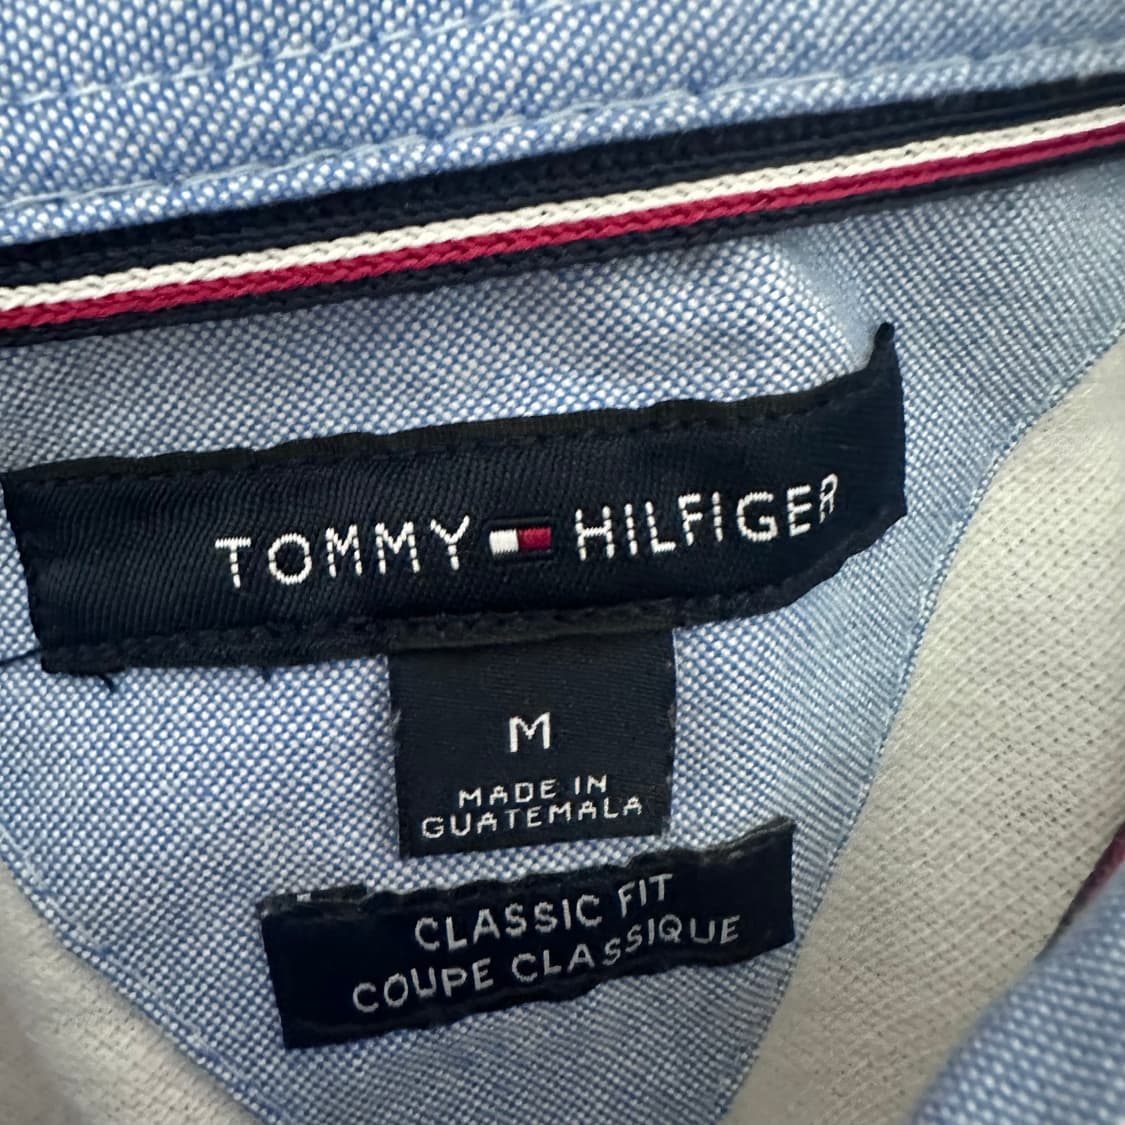 TOMMY HILFIGER
M
MADE IN
GUATEMALA
CLASSIC FIT
COUPE CLASSIQUE